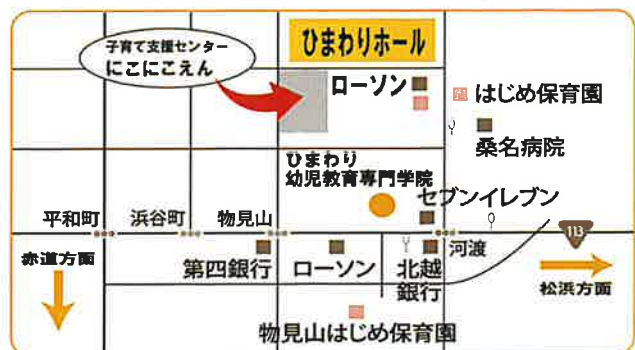 子育て支援センター
にこにこえん
ひまわりホール
ローソン
はじめ保育園
桑名病院
ひまわり
幼児教育専門学院
セブンイレブン
平和町
浜谷町
物見山
河渡
113
赤道方面
第四銀行
ローソン
北越
銀行
松浜方面
物見山はじめ保育園